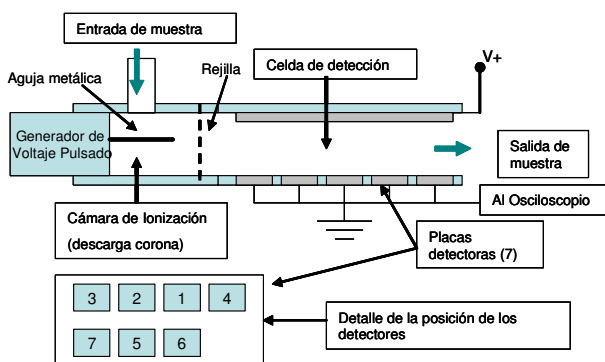 Entrada de muestra
V+
Aguja metálica
Rejilla
Celda de detección
Generador de
Voltaje Pulsado
Salida de
muestra
Al Osciloscopio
Cámara de Ionización
(descarga corona)
Placas
detectoras (7)
3 2 1 4
7 5 6
Detalle de la posición de los
detectores